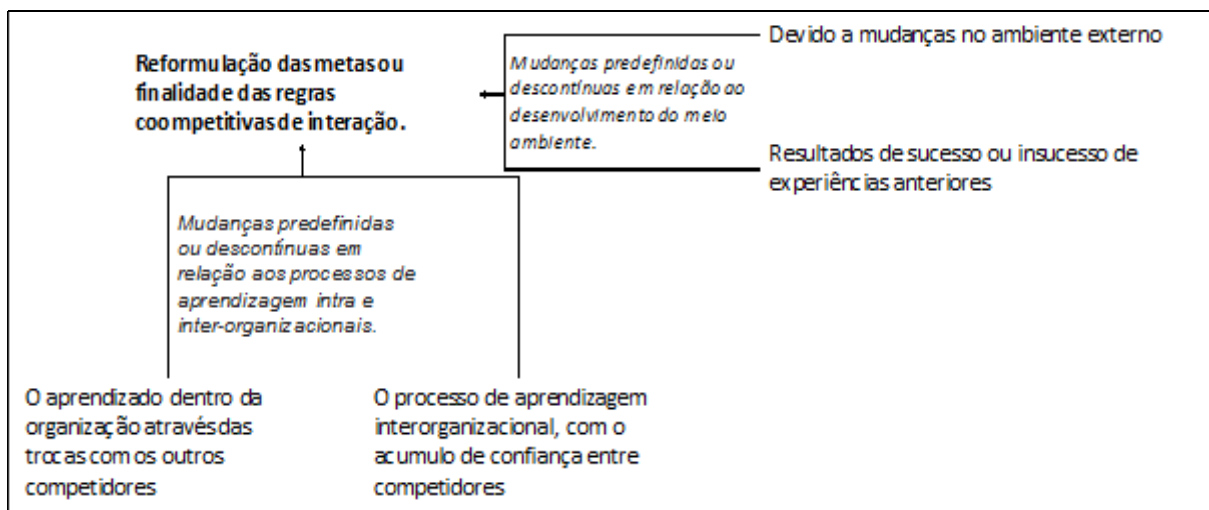 Devido a mudanças no ambiente externo
Reformulação das metas ou
finalidade das regras
coompetitivas de interação.
Mudanças predefinidas ou
descontínuas em relação ao
desenvolvimento do meio
ambiente.
Resultados de sucesso ou insucesso de
experiências anteriores
Mudanças predefinidas
ou descontínuas em
relação aos processos de
aprendizagem intra e
inter-organizacionais.
O aprendizado dentro da
organização através das
trocas com os outros
competidores
O processo de aprendizagem
interorganizacional, com o
acumulo de confiança entre
competidores